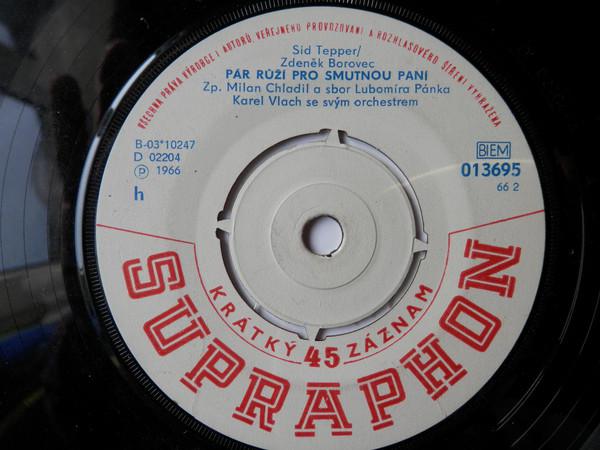 VŠECHNA PRÁVA VÝROBCE I AUTORŮ VEŘEJNÉHO PROVOZOVÁNÍ A ROZHLASOVÉHO ŠÍŘENÍ VYHRAŽENA
Sid Tepper/
Zdeněk Borovec
PÁR RŮŽÍ PRO SMUTNOU PANÍ
Zp. Milan Chladil a sbor Lubomíra Pánka
Karel Vlach se svým orchestrem
B-03*10247
D 02204
Ⓟ 1966
h
BIEM
013695
66 2
KRÁTKÝ 45 ZÁZNAM
SUPRAPHON